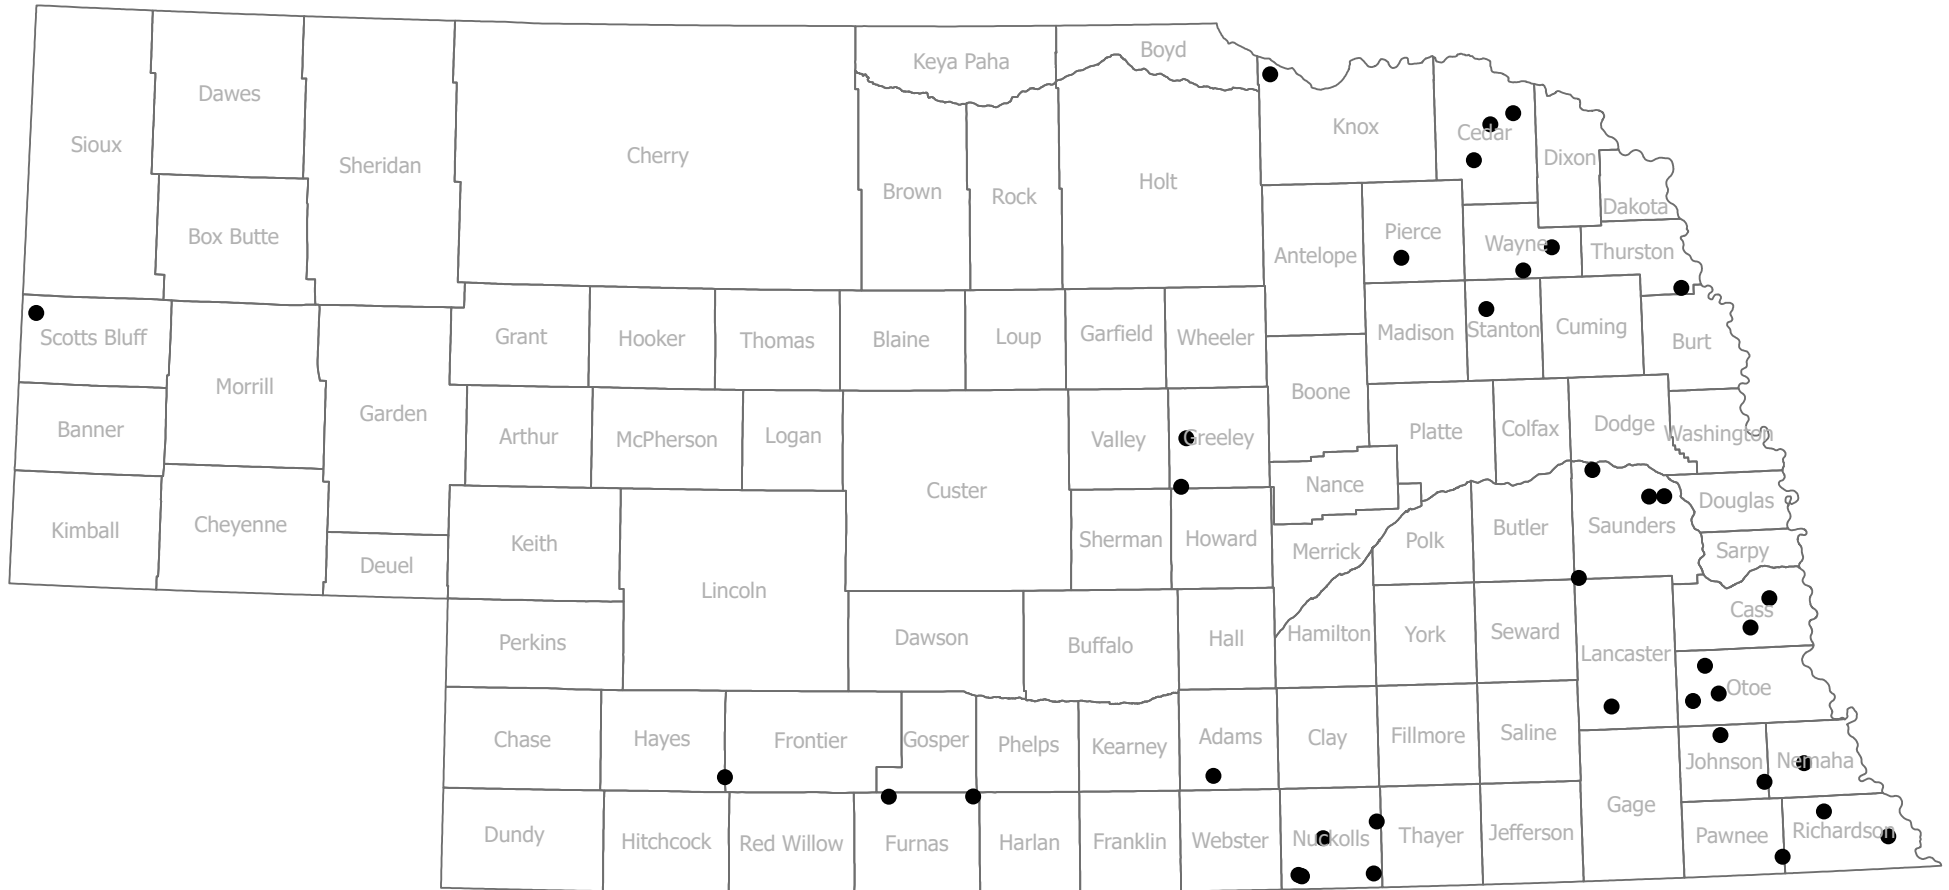 Boyd
Keya Paha
Dawes
Knox
Cedar
Sioux
Cherry
Dixon
Sheridan
Holt
Brown
Rock
Dakota
Pierce
Box Butte
Wayne
Thurston
Antelope
Cuming
Madison
Stanton
Garfield
Grant
Scotts Bluff
Loup
Wheeler
Hooker
Thomas
Blaine
Burt
Morrill
Boone
Garden
Dodge
Banner
Arthur
McPherson
Logan
Valley
Greeley
Platte
Colfax
Washington
Nance
Custer
Douglas
Cheyenne
Kimball
Saunders
Butler
Keith
Sherman
Howard
Polk
Merrick
Sarpy
Deuel
Lincoln
Cass
Perkins
Dawson
Buffalo
Hall
Hamilton
York
Seward
Lancaster
Otoe
Chase
Hayes
Frontier
Gosper
Phelps
Kearney
Adams
Clay
Fillmore
Saline
Johnson
Nemaha
Gage
Dundy
Hitchcock
Red Willow
Furnas
Harlan
Franklin
Webster
Nuckolls
Thayer
Jefferson
Pawnee
Richardson